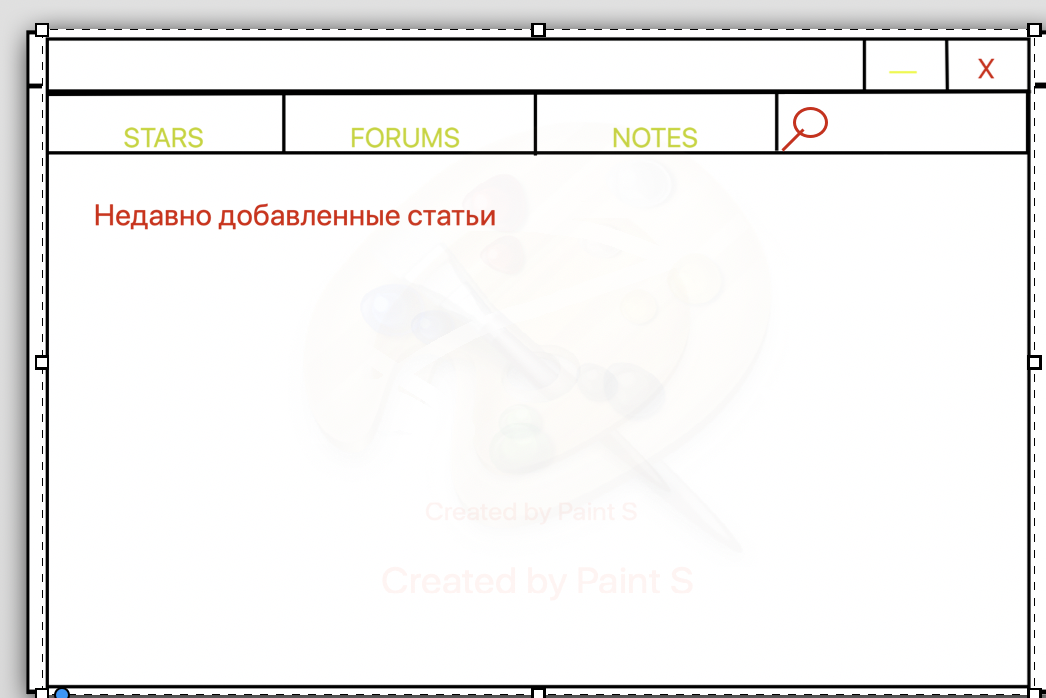 — X
STARS FORUMS NOTES
Недавно добавленные статьи
Created by Paint S
Created by Paint S